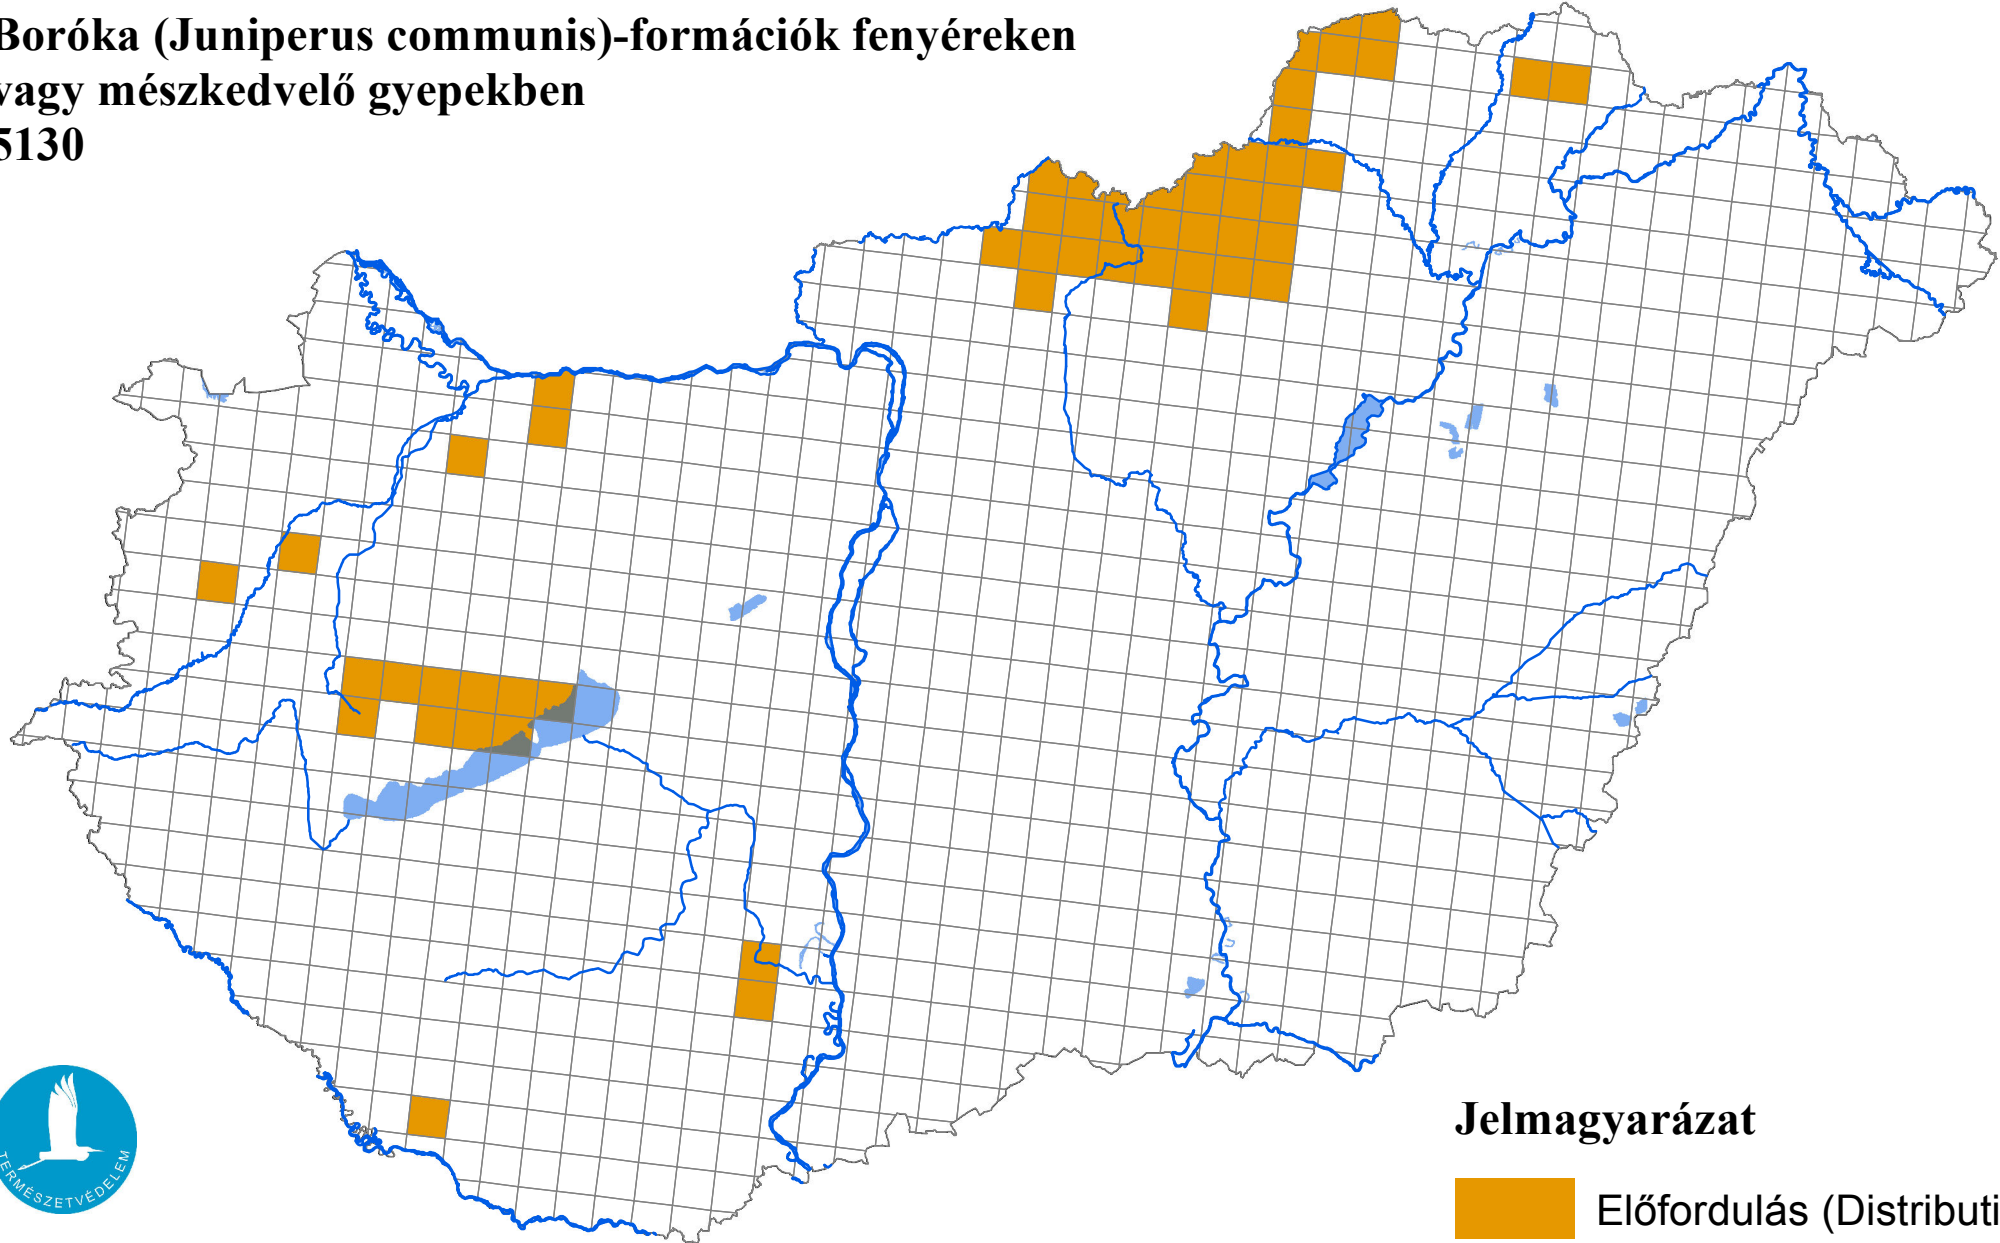 Boróka (Juniperus communis)-formációk fenyéreken
vagy mészkedvelő gyepekben
5130
TERMÉSZETVÉDELEM
Jelmagyarázat
Előfordulás (Distributi